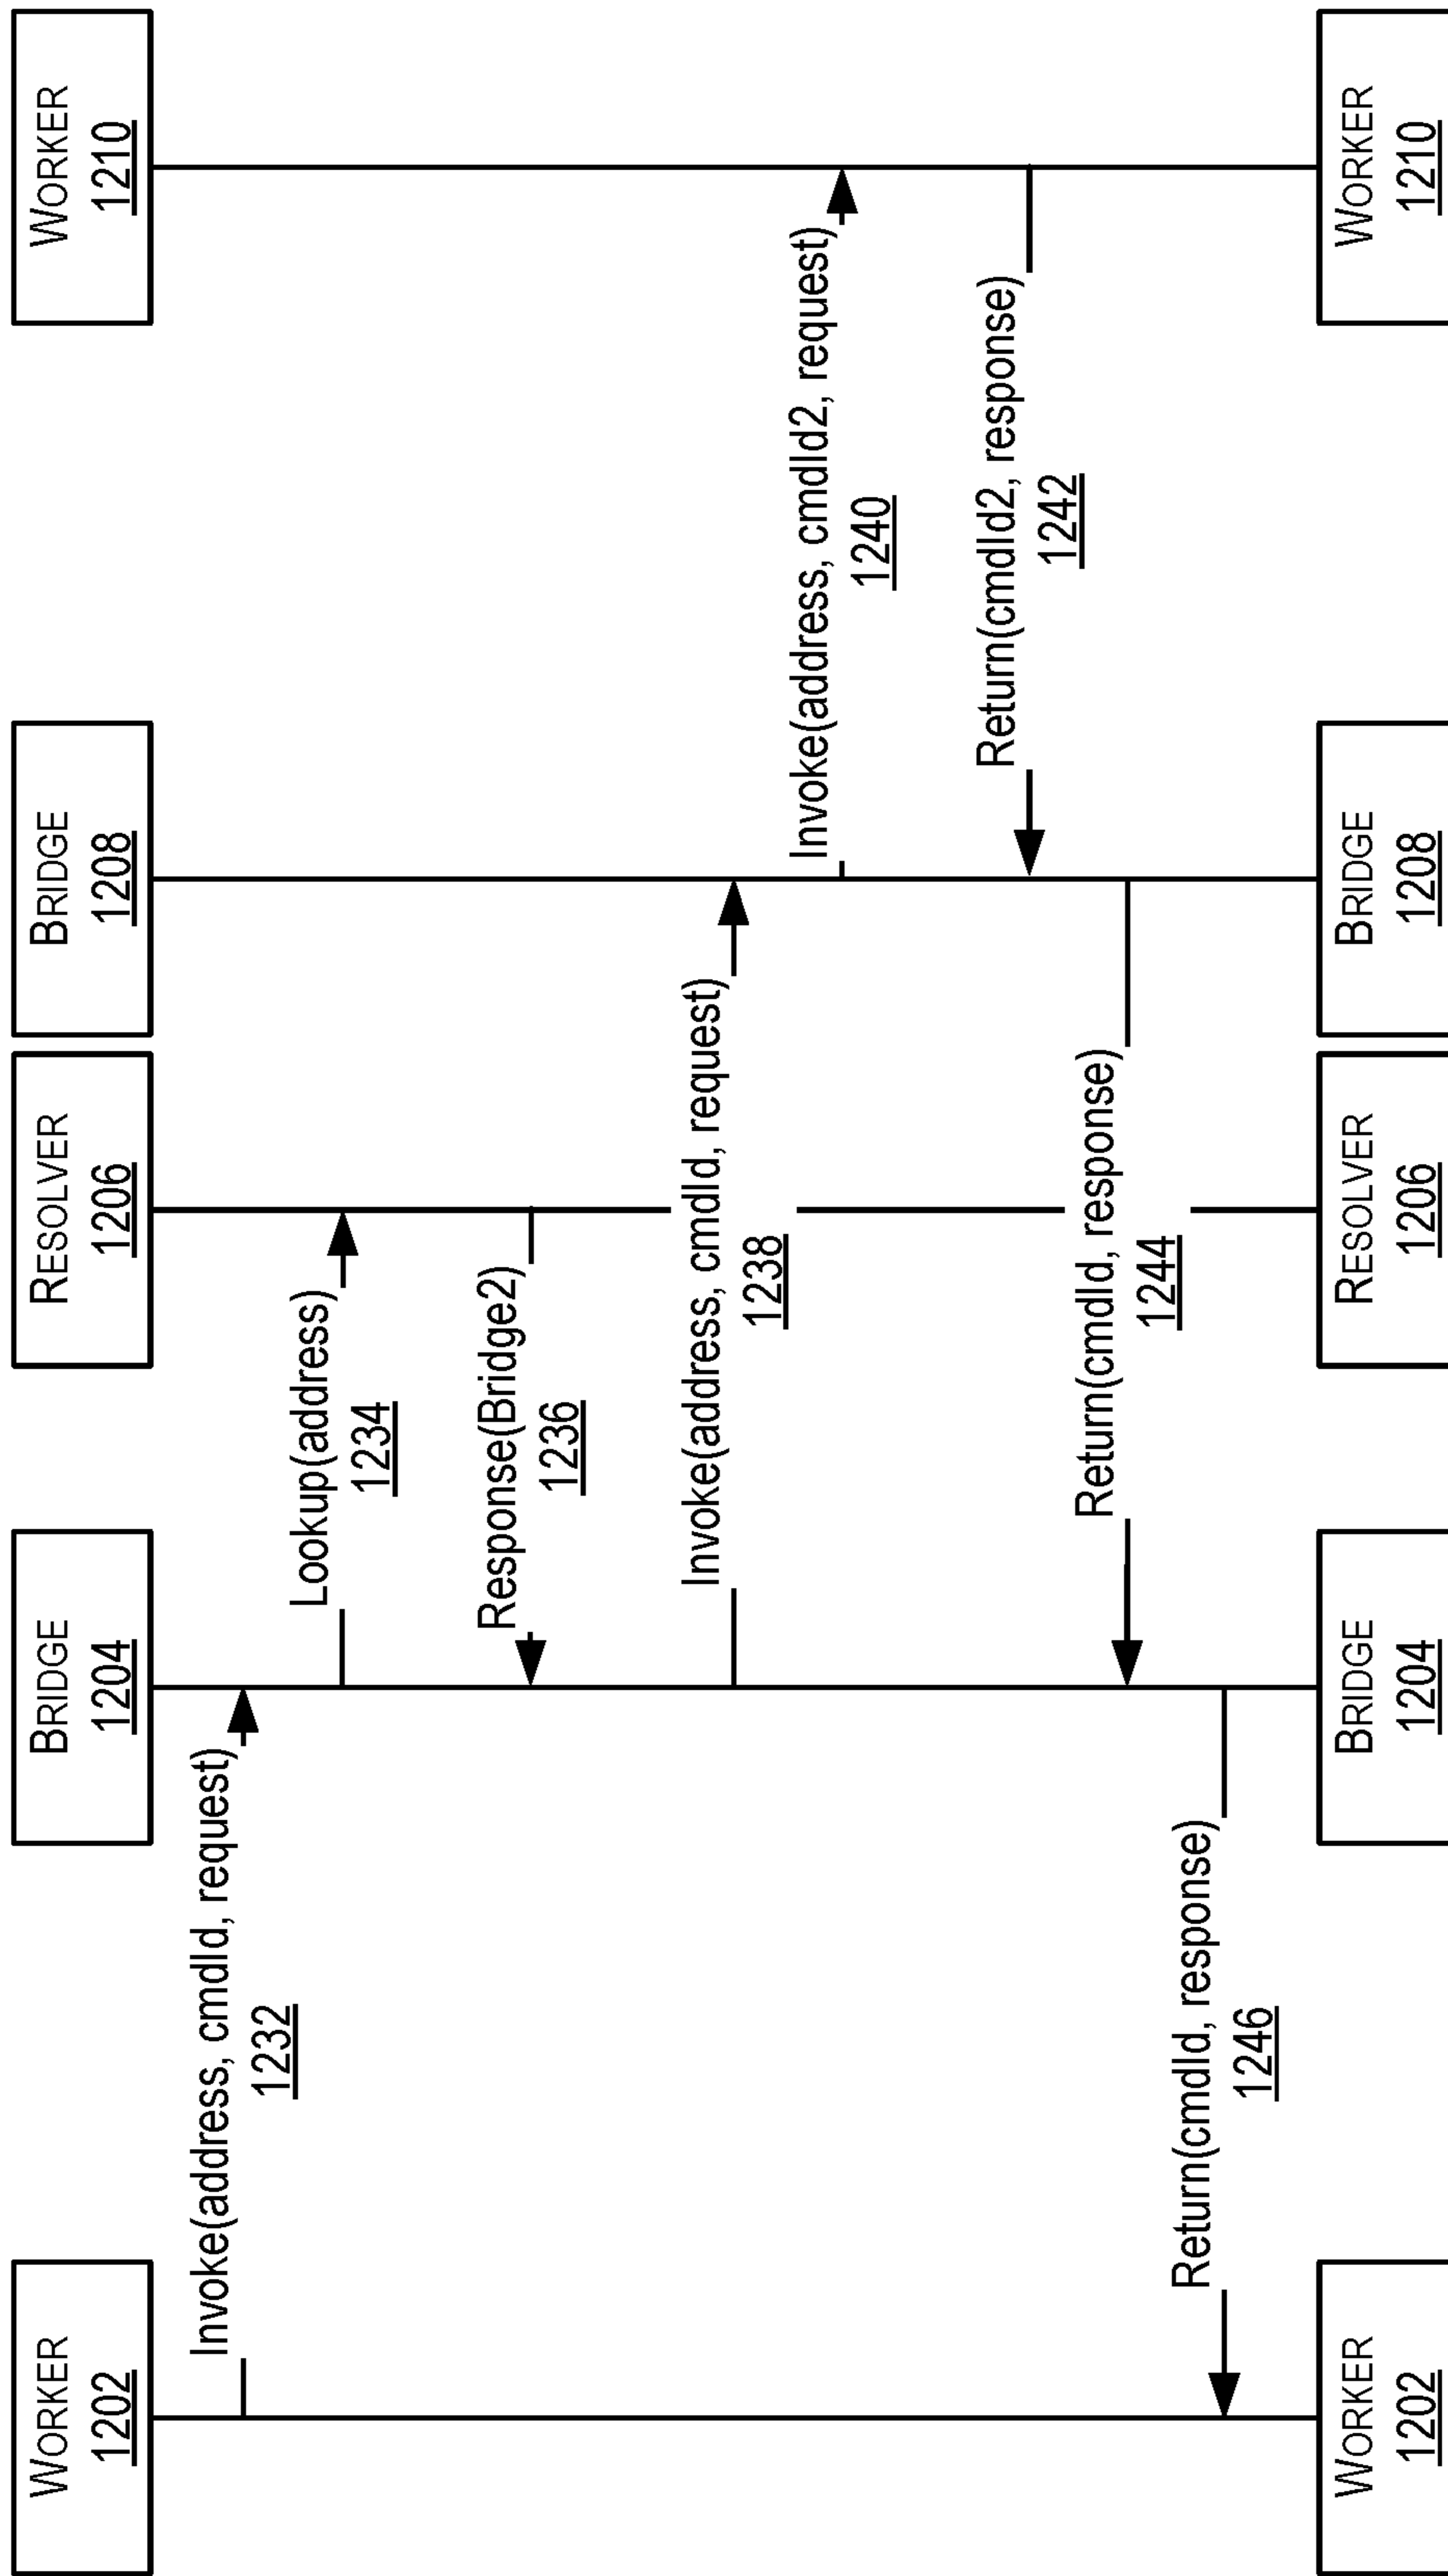 WORKER
1202
BRIDGE
1204
RESOLVER
1206
BRIDGE
1208
WORKER
1210
Invoke(address, cmdId, request)
1232
Lookup(address)
1234
Response(Bridge2)
1236
Invoke(address, cmdId, request)
1238
Invoke(address, cmdId2, request)
1240
Return(cmdId2, response)
1242
Return(cmdId, response)
1244
Return(cmdId, response)
1246
WORKER
1202
BRIDGE
1204
RESOLVER
1206
BRIDGE
1208
WORKER
1210